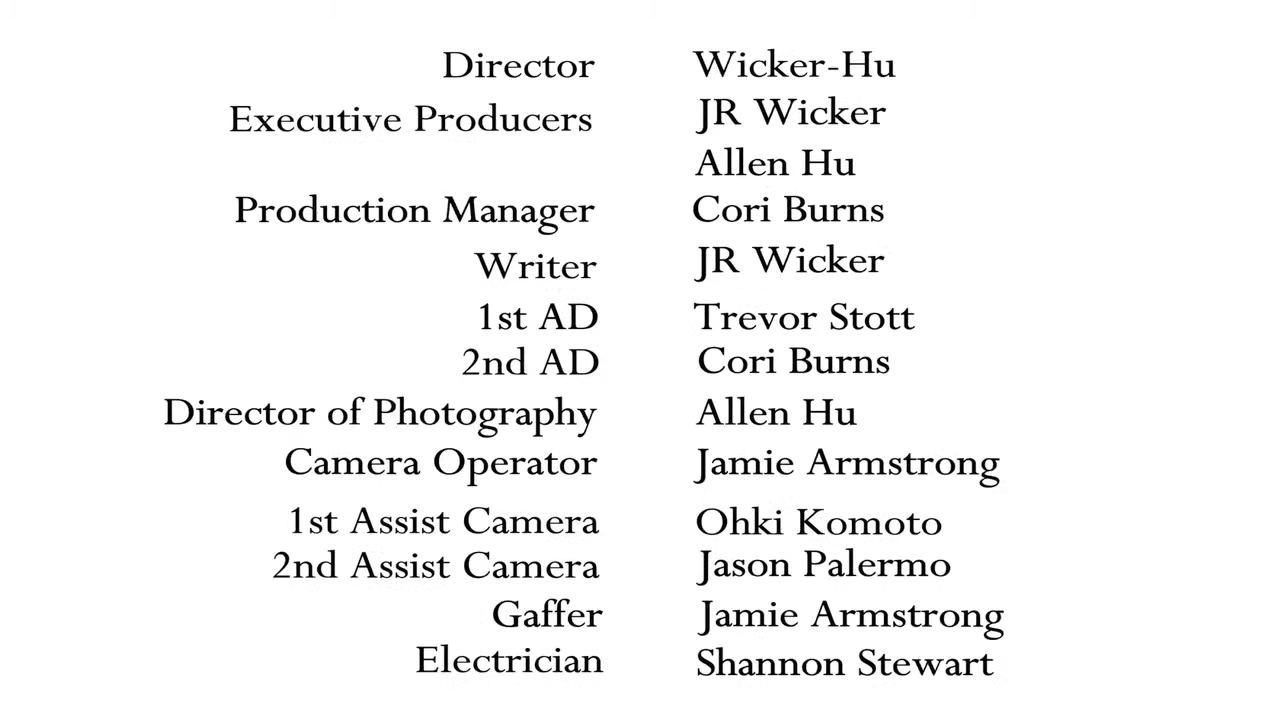 Director Wicker-Hu
Executive Producers JR Wicker
Allen Hu
Production Manager Cori Burns
Writer JR Wicker
1st AD Trevor Stott
2nd AD Cori Burns
Director of Photography Allen Hu
Camera Operator Jamie Armstrong
1st Assist Camera Ohki Komoto
2nd Assist Camera Jason Palermo
Gaffer Jamie Armstrong
Electrician Shannon Stewart